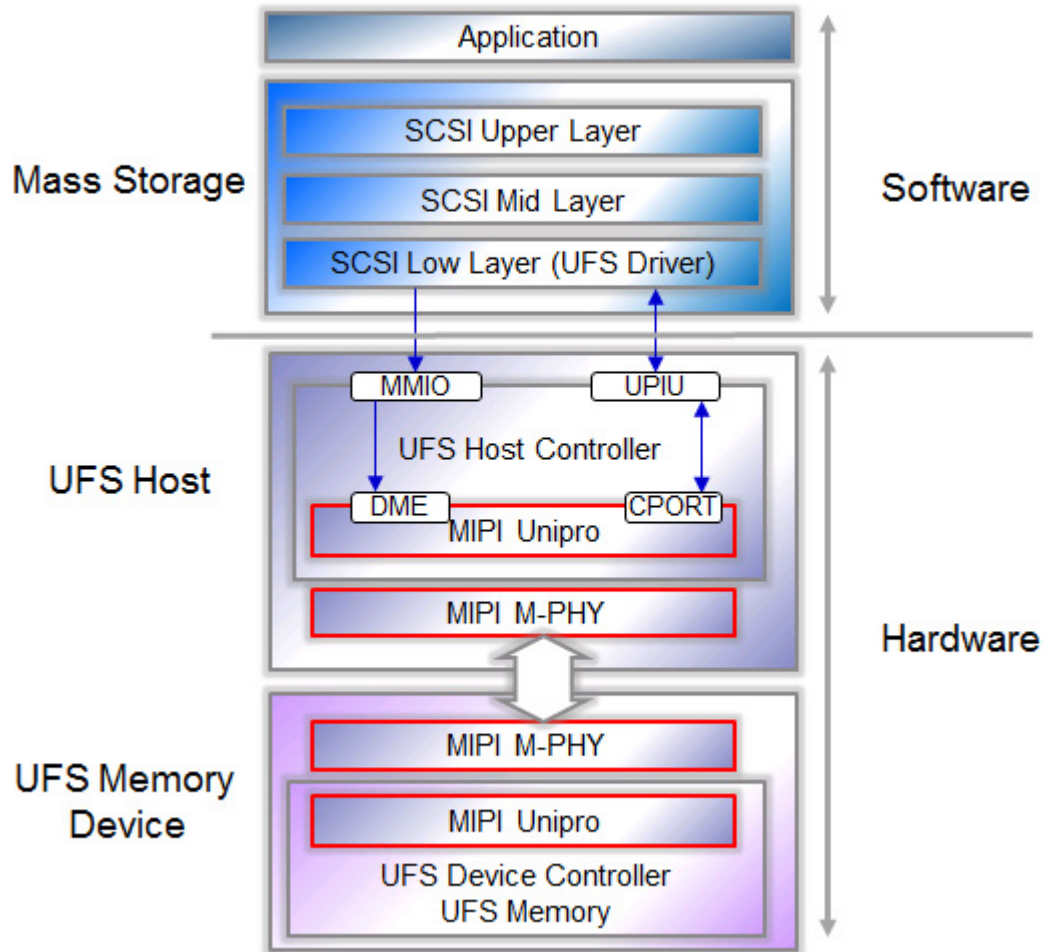 Application
SCSI Upper Layer
Mass Storage
SCSI Mid Layer
Software
SCSI Low Layer (UFS Driver)
MMIO
UPIU
UFS Host Controller
UFS Host
DME
CPORT
MIPI Unipro
MIPI M-PHY
Hardware
MIPI M-PHY
UFS Memory
Device
MIPI Unipro
UFS Device Controller
UFS Memory